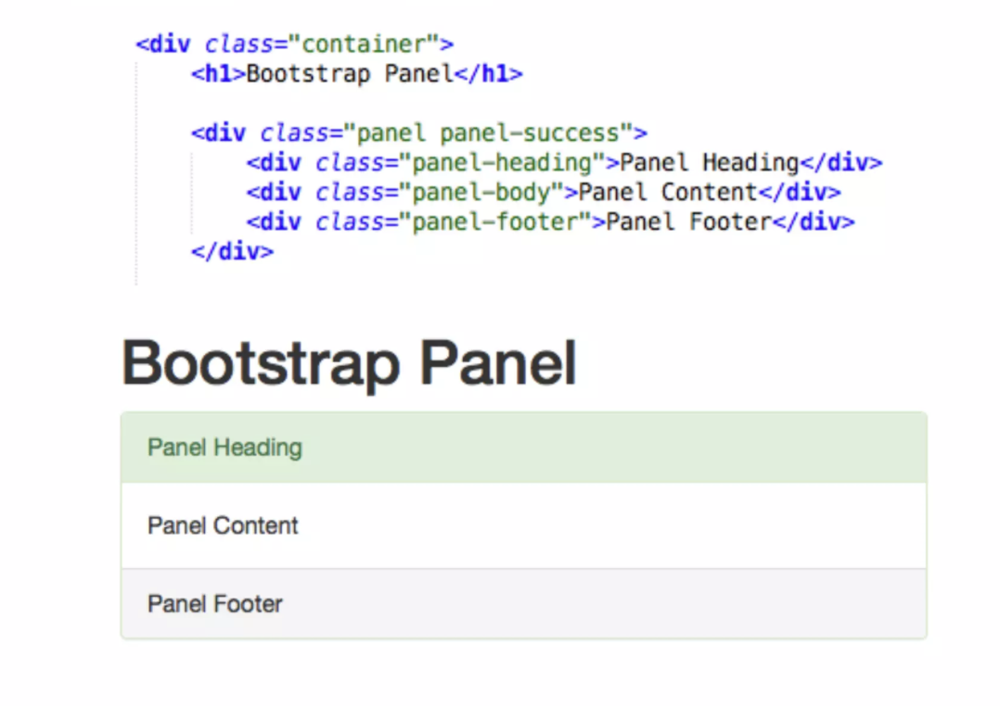 <div class="container">
<h1>Bootstrap Panel</h1>
<div class="panel panel-success">
<div class="panel-heading">Panel Heading</div>
<div class="panel-body">Panel Content</div>
<div class="panel-footer">Panel Footer</div>
</div>
Bootstrap Panel
Panel Heading
Panel Content
Panel Footer